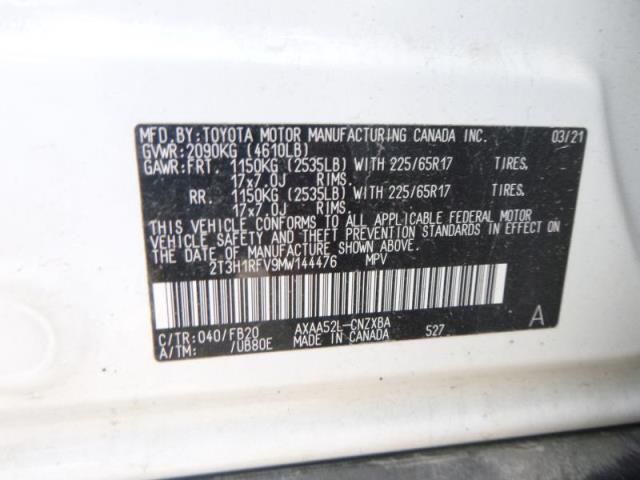 MFD.BY:TOYOTA MOTOR MANUFACTURING CANADA INC. 03/21
GVWR:2090KG (4610LB)
GAWR:FRT. 1150KG (2535LB) WITH 225/65R17 TIRES,
17x7.0J RIMS.
RR. 1150KG (2535LB) WITH 225/65R17 TIRES,
17x7.0J RIMS.
THIS VEHICLE CONFORMS TO ALL APPLICABLE FEDERAL MOTOR
VEHICLE SAFETY AND THEFT PREVENTION STANDARDS IN EFFECT ON
THE DATE OF MANUFACTURE SHOWN ABOVE.
2T3H1RFV9MW144476 MPV
C/TR:040/FB20 AXAA52L-CNZXBA 527 A
A/TM: /UB80E MADE IN CANADA